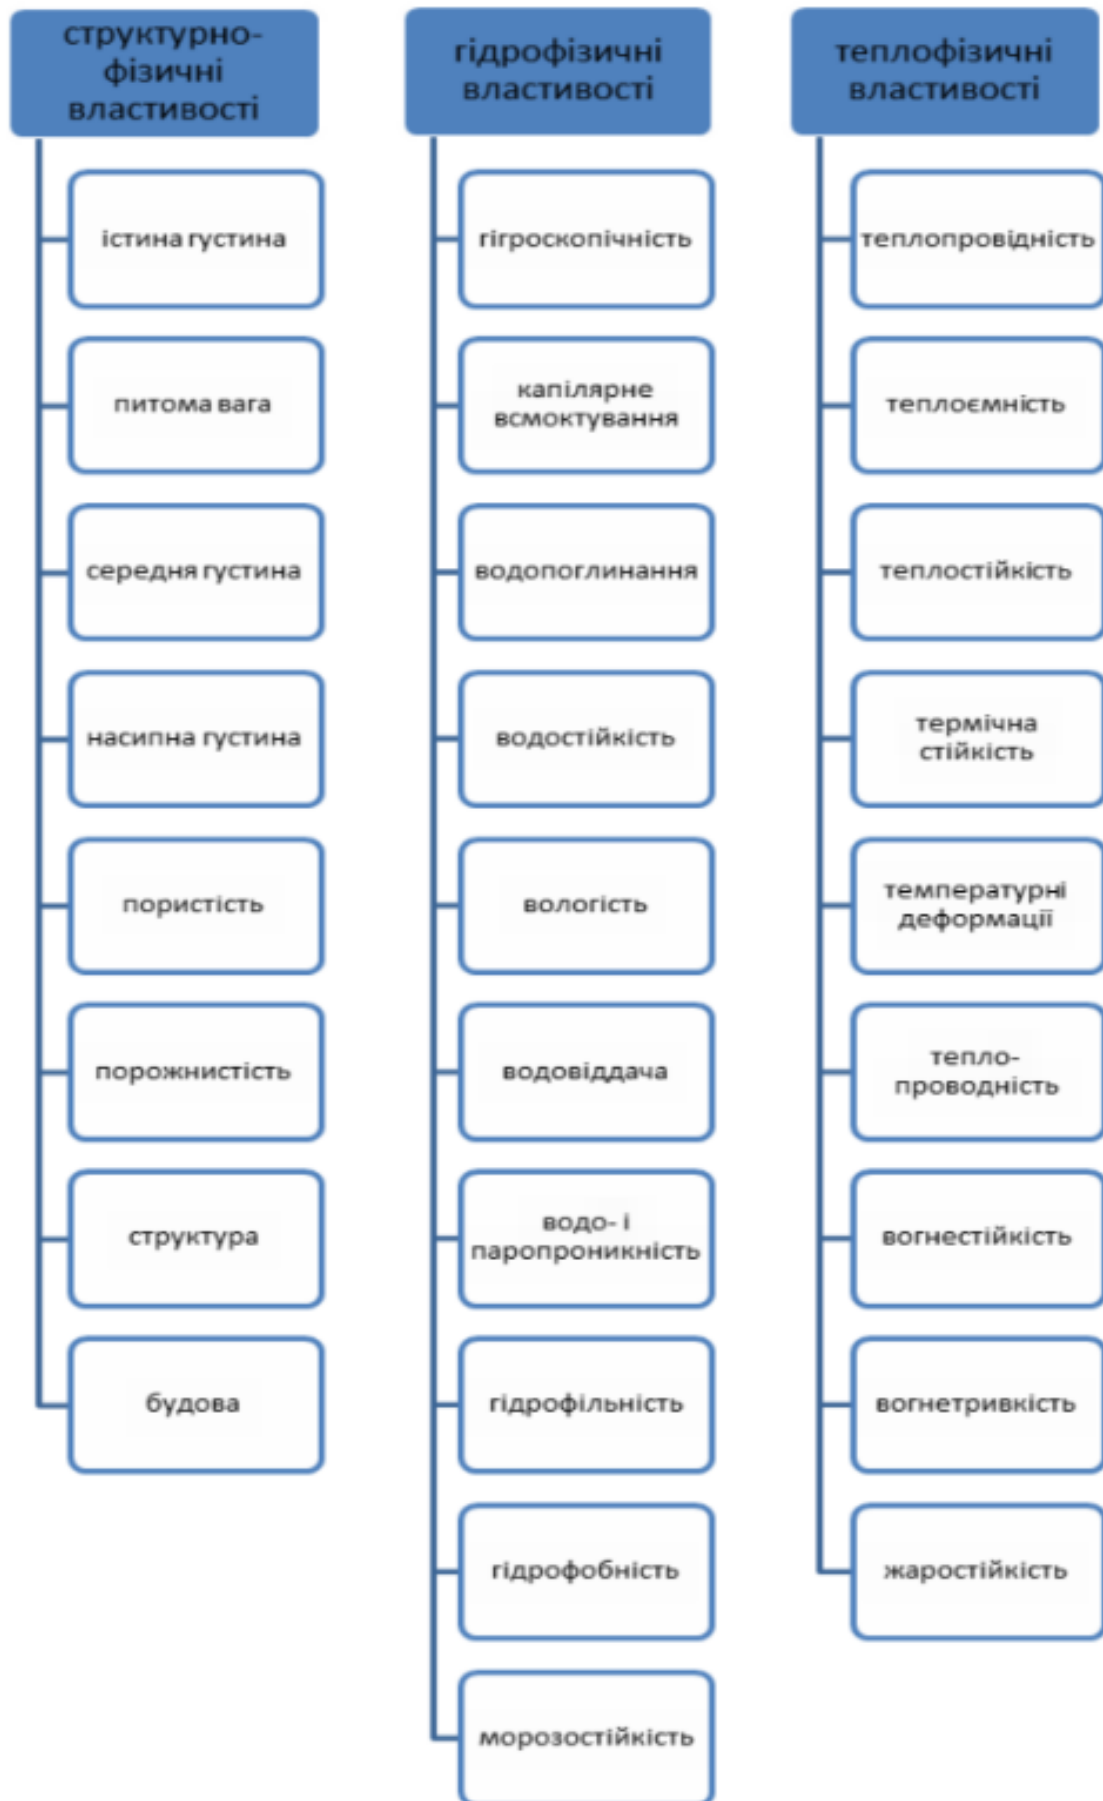 структурно-
фізичні
властивості
істина густина
питома вага
середня густина
насипна густина
пористість
порожнистість
структура
будова
гідрофізичні
властивості
гігроскопічність
капілярне
всмоктування
водопоглинання
водостійкість
вологість
водовіддача
водо- і
паропроникність
гідрофільність
гідрофобність
морозостійкість
теплофізичні
властивості
теплопровідність
теплоємність
теплостійкість
термічна
стійкість
температурні
деформації
тепло-
проводність
вогнестійкість
вогнетривкість
жаростійкість